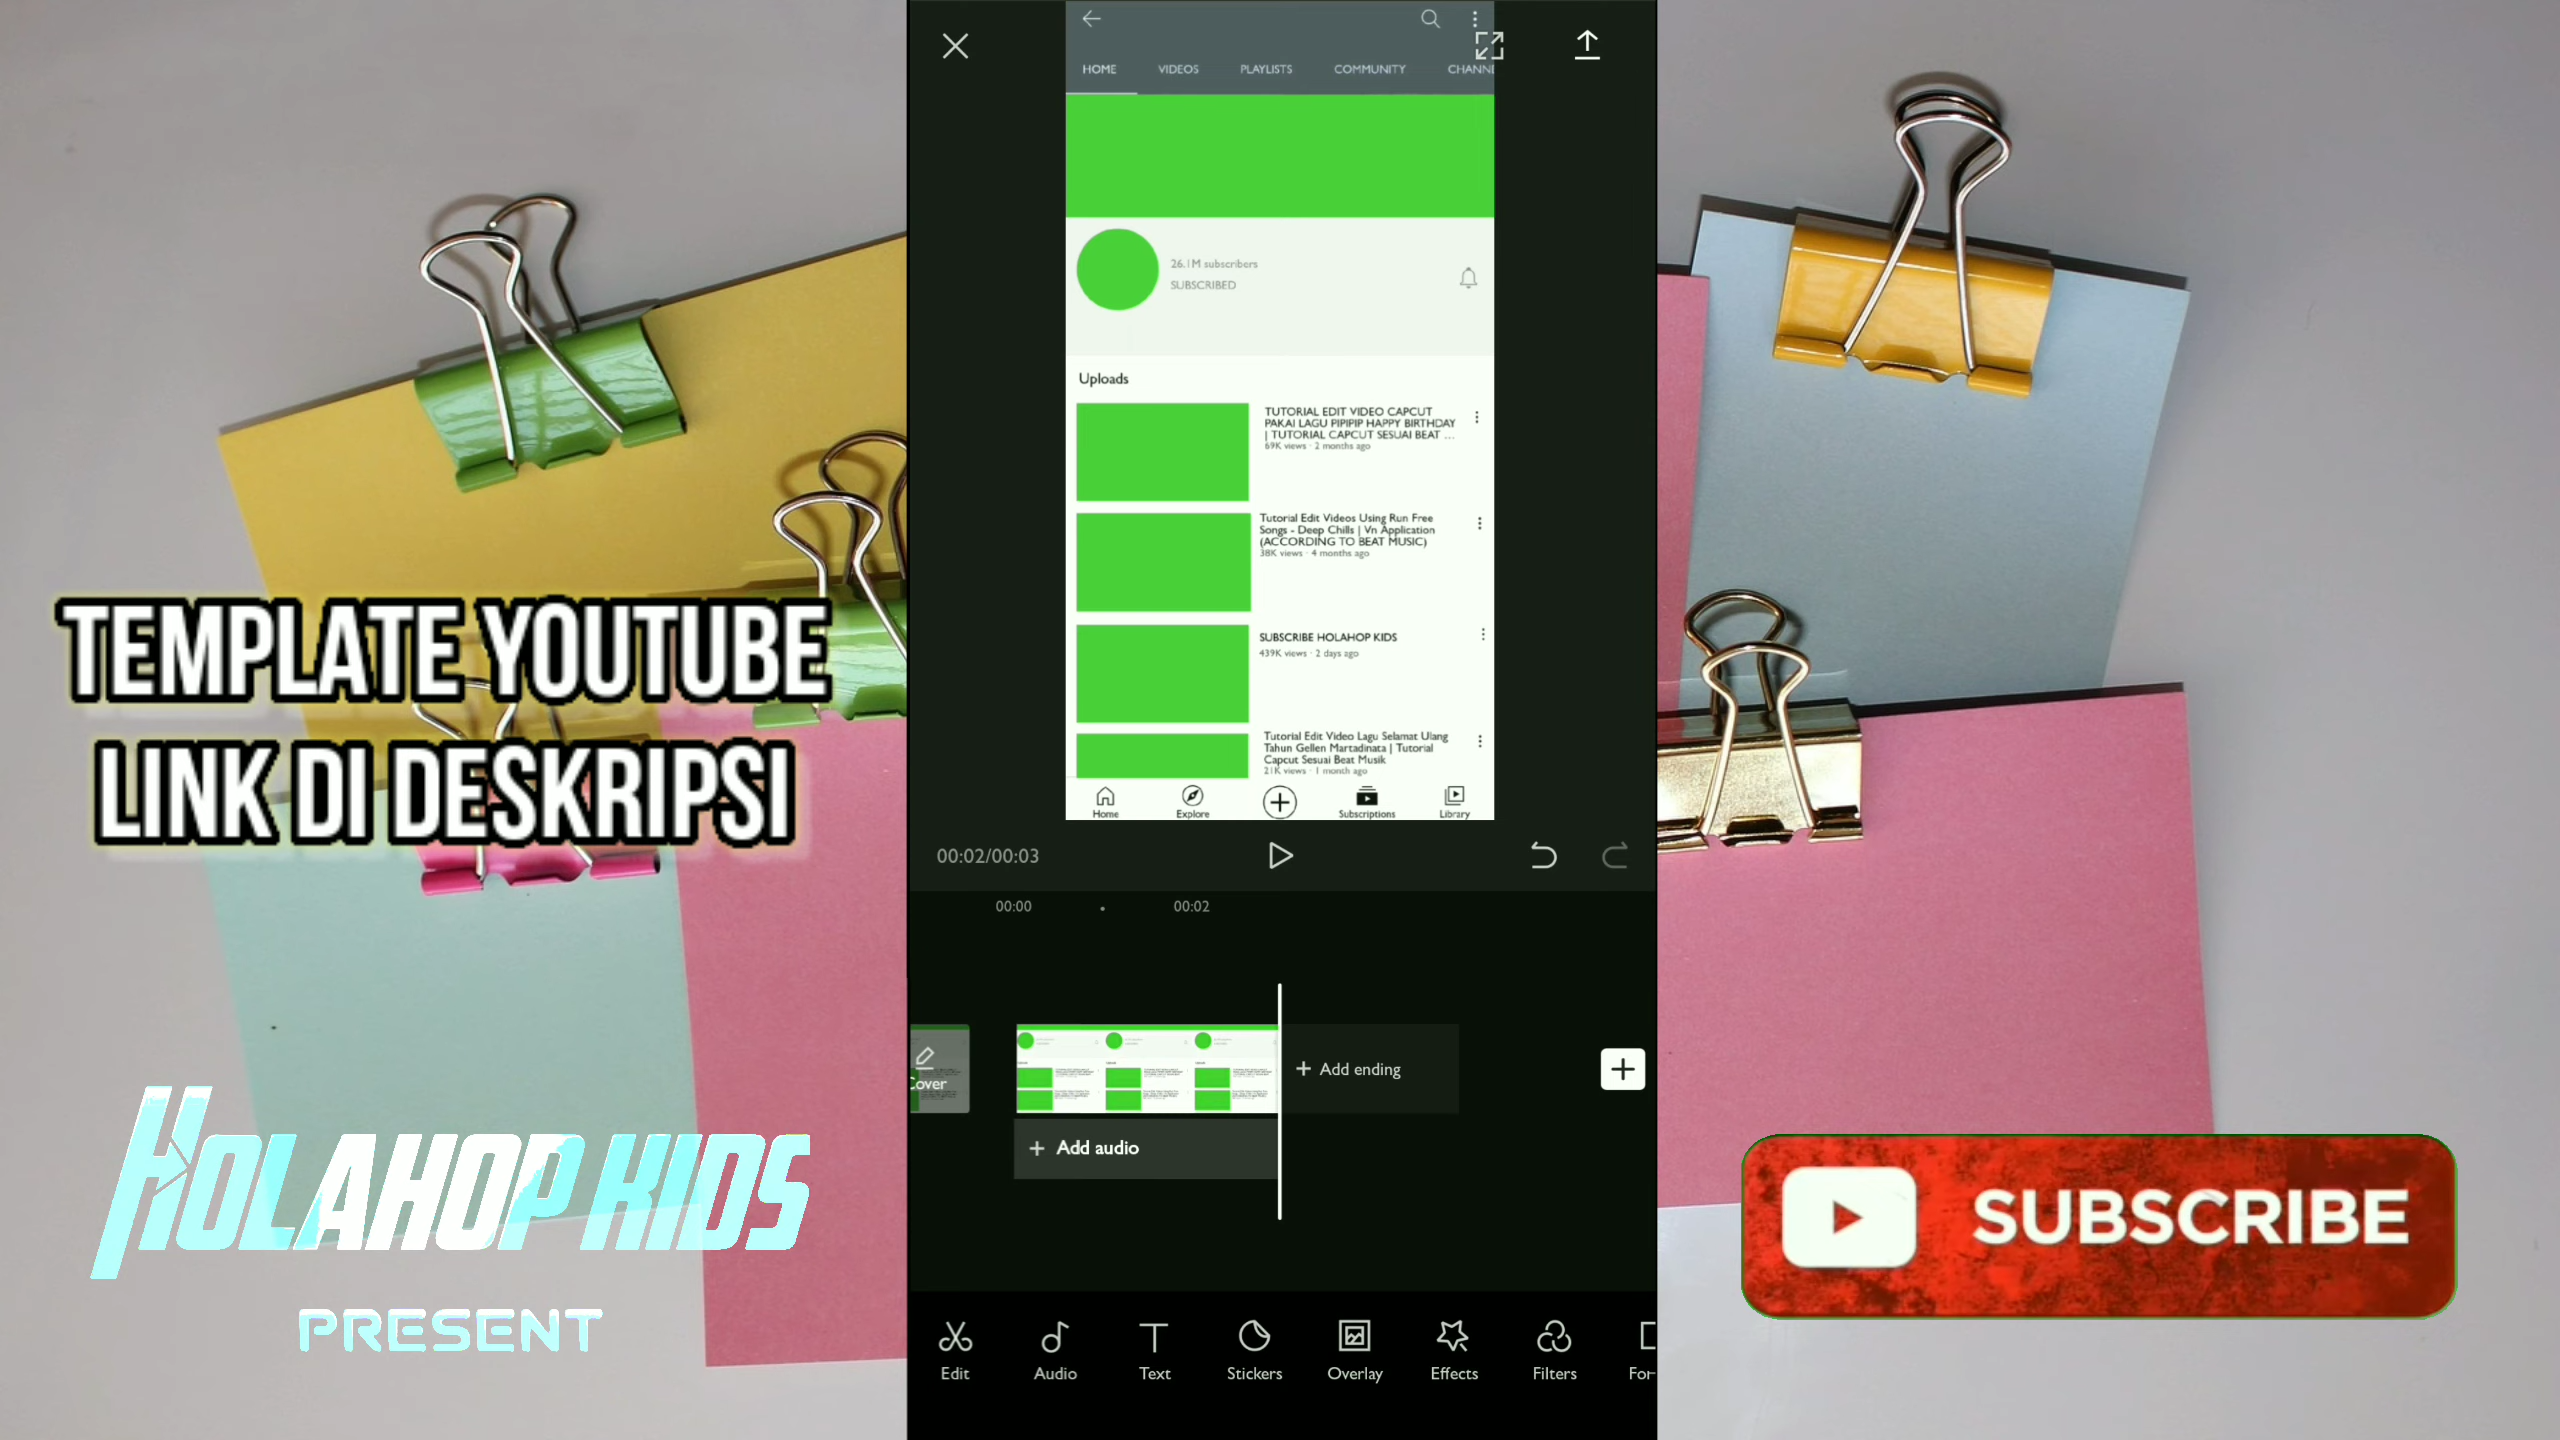 HOME VIDEOS PLAYLISTS COMMUNITY CHANNE
26.1M subscribers
SUBSCRIBED
Uploads
TUTORIAL EDIT VIDEO CAPCUT
PAKAI LAGU PIPIPIP HAPPY BIRTHDAY
| TUTORIAL CAPCUT SESUAI BEAT ...
69K views · 2 months ago
Tutorial Edit Videos Using Run Free
Songs - Deep Chills | Vn Application
(ACCORDING TO BEAT MUSIC)
38K views · 4 months ago
SUBSCRIBE HOLAHOP KIDS
439K views · 2 days ago
Tutorial Edit Video Lagu Selamat Ulang
Tahun Gellen Martadinata | Tutorial
Capcut Sesuai Beat Musik
21K views · 1 month ago
Home Explore Subscriptions Library
TEMPLATE YOUTUBE
LINK DI DESKRIPSI
00:02/00:03
00:00 00:02
Cover
+ Add ending
+ Add audio
HOLAHOP KIDS
PRESENT
SUBSCRIBE
Edit Audio Text Stickers Overlay Effects Filters For